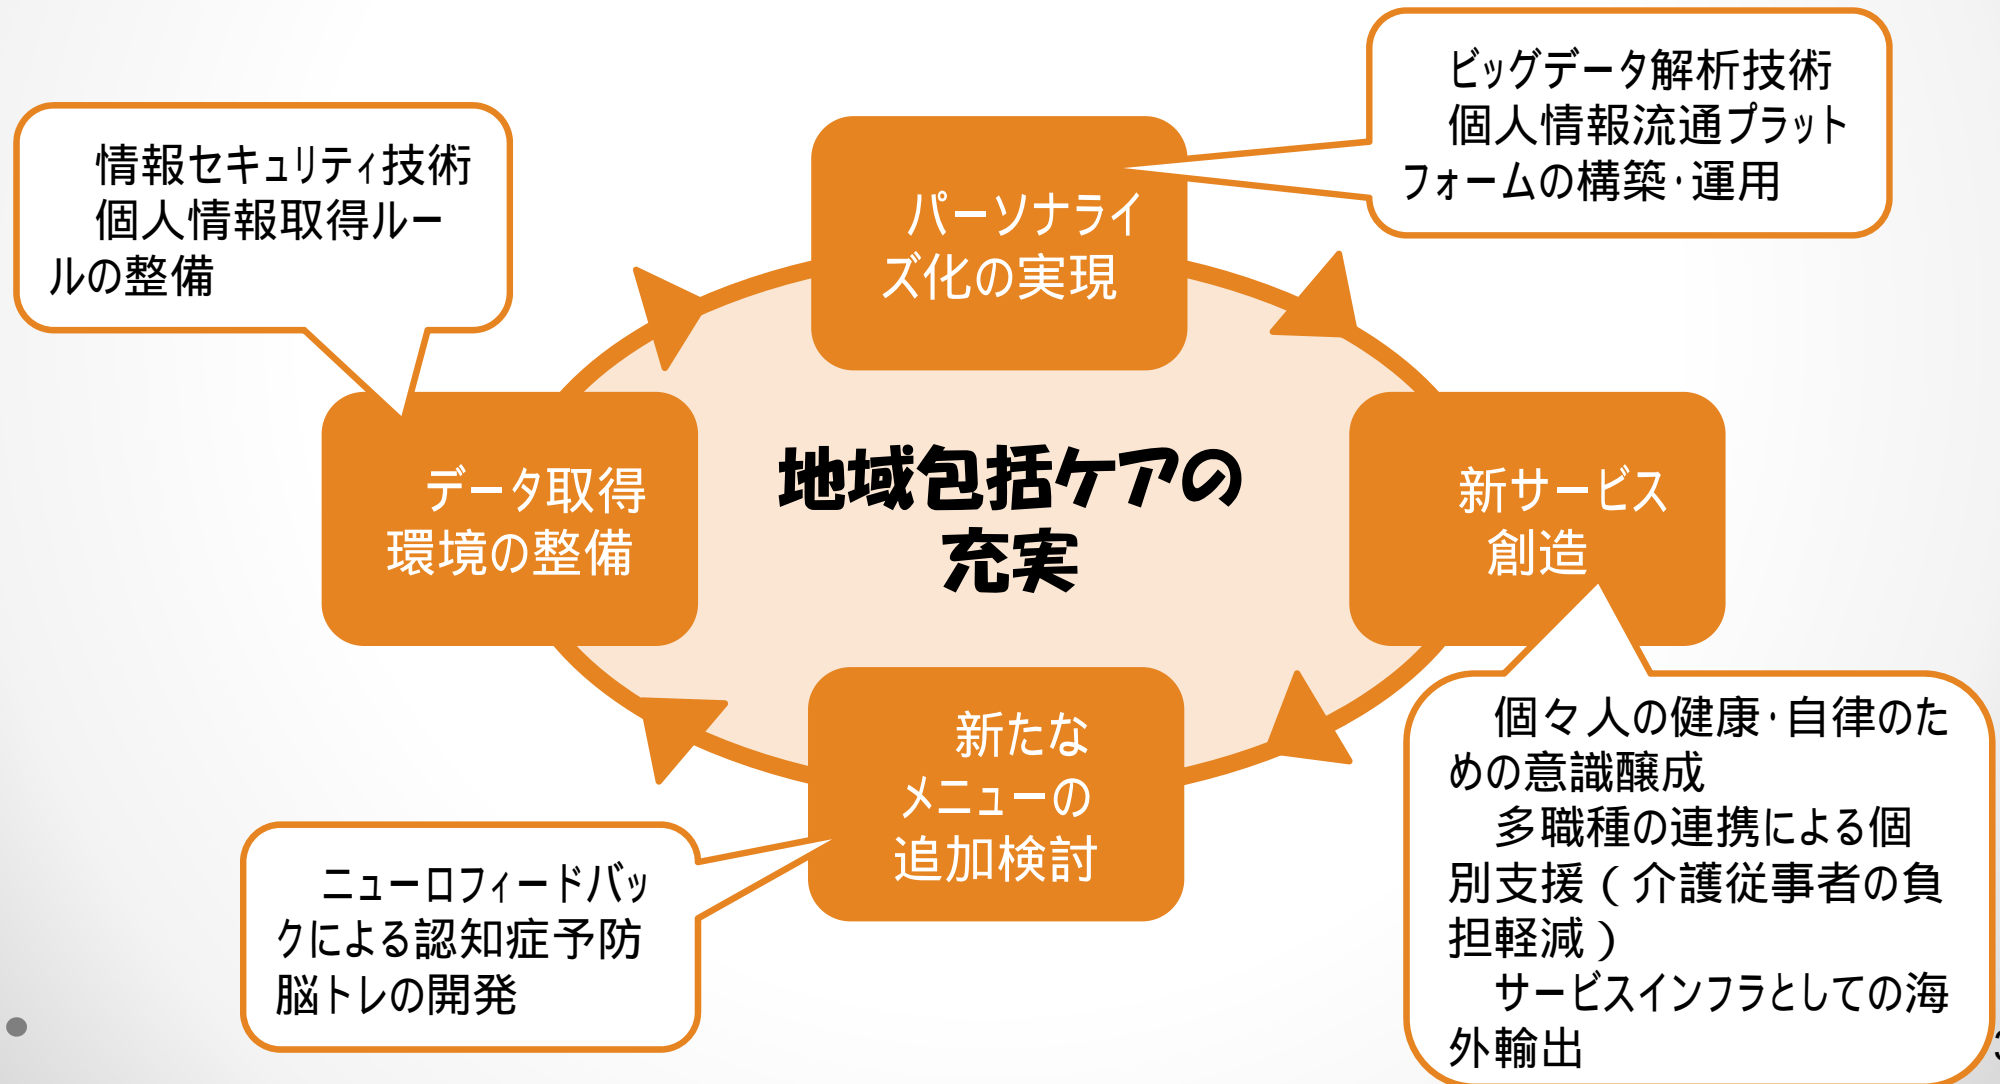 ビッグデータ解析技術
個人情報流通プラット
フォームの構築・運用
情報セキュリティ技術
個人情報取得ルー
ルの整備
パーソナライ
ズ化の実現
データ取得
環境の整備
地域包括ケアの
充実
新サービス
創造
新たな
メニューの
追加検討
個々人の健康・自律のた
めの意識醸成
多職種の連携による個
別支援（介護従事者の負
担軽減）
サービスインフラとしての海
外輸出
ニューロフィードバッ
クによる認知症予防
脳トレの開発